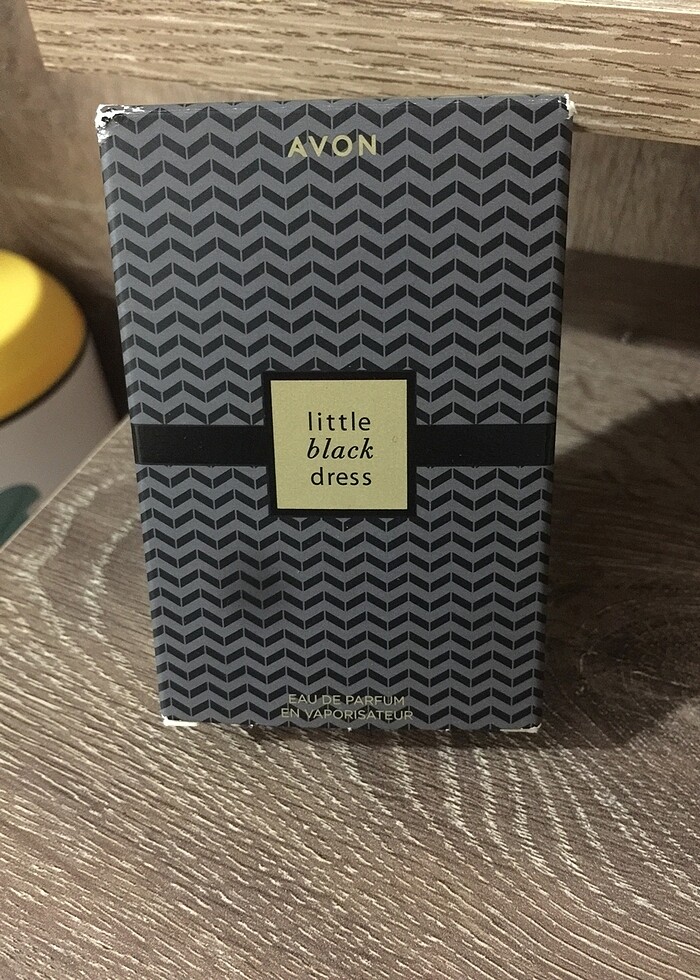 AVON
little
black
dress
EAU DE PARFUM
EN VAPORISATEUR